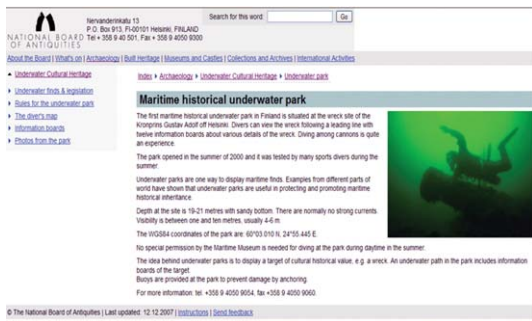 Nervanderinkatu 13
P.O. Box 913, FI-00101 Helsinki, FINLAND
Tel + 358 9 40 501, Fax + 358 9 4050 9300
NATIONAL BOARD
OF ANTIQUITIES
Search for this word:
Go
About the Board | What's on | Archaeology | Built Heritage | Museums and Castles | Collections and Archives | International Activities
Underwater Cultural Heritage
Underwater finds & legislation
Rules for the underwater park
The diver's map
Information boards
Photos from the park
Index Archaeology Underwater Cultural Heritage Underwater park
Maritime historical underwater park
The first maritime historical underwater park in Finland is situated at the wreck site of the
Kronprins Gustav Adolf off Helsinki. Divers can view the wreck following a leading line with
twelve information boards about various details of the wreck. Diving among cannons is quite
an experience.
The park opened in the summer of 2000 and it was tested by many sports divers during the
summer.
Underwater parks are one way to display maritime finds. Examples from different parts of
world have shown that underwater parks are useful in protecting and promoting maritime
historical inheritance.
Depth at the site is 19-21 metres with sandy bottom. There are normally no strong currents.
Visibility is between one and ten metres, usually 4-6 m.
The WGS84 coordinates of the park are: 60°03.010 N, 24°55.445 E.
No special permission by the Maritime Museum is needed for diving at the park during daytime in the summer.
The idea behind underwater parks is to display a target of cultural historical value, e.g. a wreck. An underwater path in the park includes information
boards of the target.
Buoys are provided at the park to prevent damage by anchoring.
For more information: tel. +358 9 4050 9054, fax +358 9 4050 9060.
© The National Board of Antiquities | Last updated: 12.12.2007 | Instructions | Send feedback